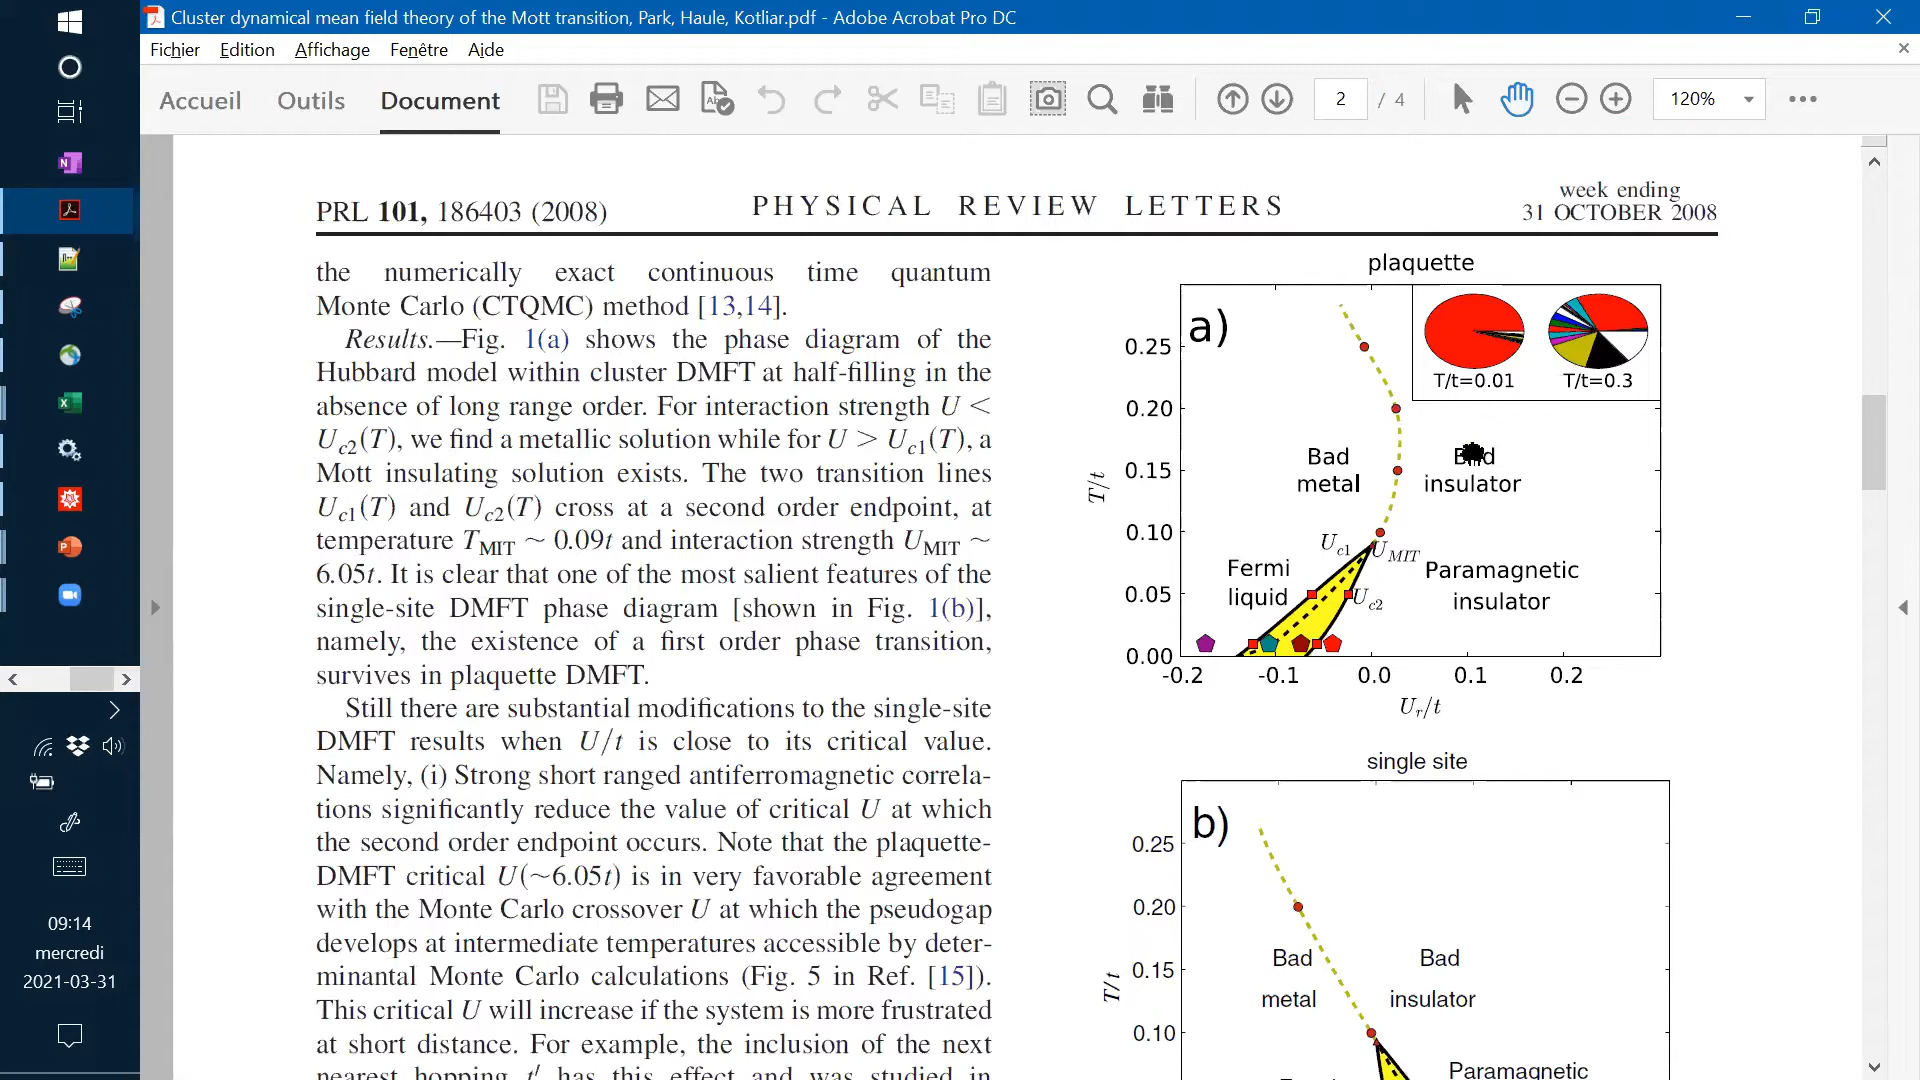 Cluster dynamical mean field theory of the Mott transition, Park, Haule, Kotliar.pdf - Adobe Acrobat Pro DC
Fichier Edition Affichage Fenêtre Aide
Accueil Outils Document
2 / 4
120%
PRL 101, 186403 (2008)
PHYSICAL REVIEW LETTERS
week ending
31 OCTOBER 2008
the numerically exact continuous time quantum
Monte Carlo (CTQMC) method [13,14].
Results.—Fig. 1(a) shows the phase diagram of the
Hubbard model within cluster DMFT at half-filling in the
absence of long range order. For interaction strength U <
Uc2(T), we find a metallic solution while for U > Uc1(T), a
Mott insulating solution exists. The two transition lines
Uc1(T) and Uc2(T) cross at a second order endpoint, at
temperature TMIT ~ 0.09t and interaction strength UMIT ~
6.05t. It is clear that one of the most salient features of the
single-site DMFT phase diagram [shown in Fig. 1(b)],
namely, the existence of a first order phase transition,
survives in plaquette DMFT.
Still there are substantial modifications to the single-site
DMFT results when U/t is close to its critical value.
Namely, (i) Strong short ranged antiferromagnetic correla-
tions significantly reduce the value of critical U at which
the second order endpoint occurs. Note that the plaquette-
DMFT critical U(~6.05t) is in very favorable agreement
with the Monte Carlo crossover U at which the pseudogap
develops at intermediate temperatures accessible by deter-
minantal Monte Carlo calculations (Fig. 5 in Ref. [15]).
This critical U will increase if the system is more frustrated
at short distance. For example, the inclusion of the next
nearest hopping t′ has this effect and was studied in
plaquette
a)
T/t=0.01 T/t=0.3
0.25
0.20
0.15
0.10
0.05
0.00
T/t
Bad
metal
insulator
Uc1 UMIT
Fermi
liquid
Uc2
Paramagnetic
insulator
-0.2 -0.1 0.0 0.1 0.2
Ur/t
single site
b)
0.25
0.20
0.15
0.10
T/t
Bad
metal
Bad
insulator
Paramagnetic
09:14
mercredi
2021-03-31